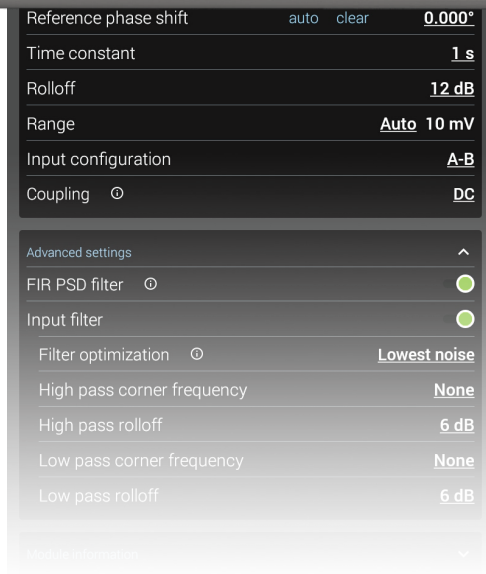 Reference phase shift auto clear 0.000°
Time constant 1 s
Rolloff 12 dB
Range Auto 10 mV
Input configuration A-B
Coupling DC
Advanced settings
FIR PSD filter
Input filter
Filter optimization Lowest noise
High pass corner frequency None
High pass rolloff 6 dB
Low pass corner frequency None
Low pass rolloff 6 dB
Module information